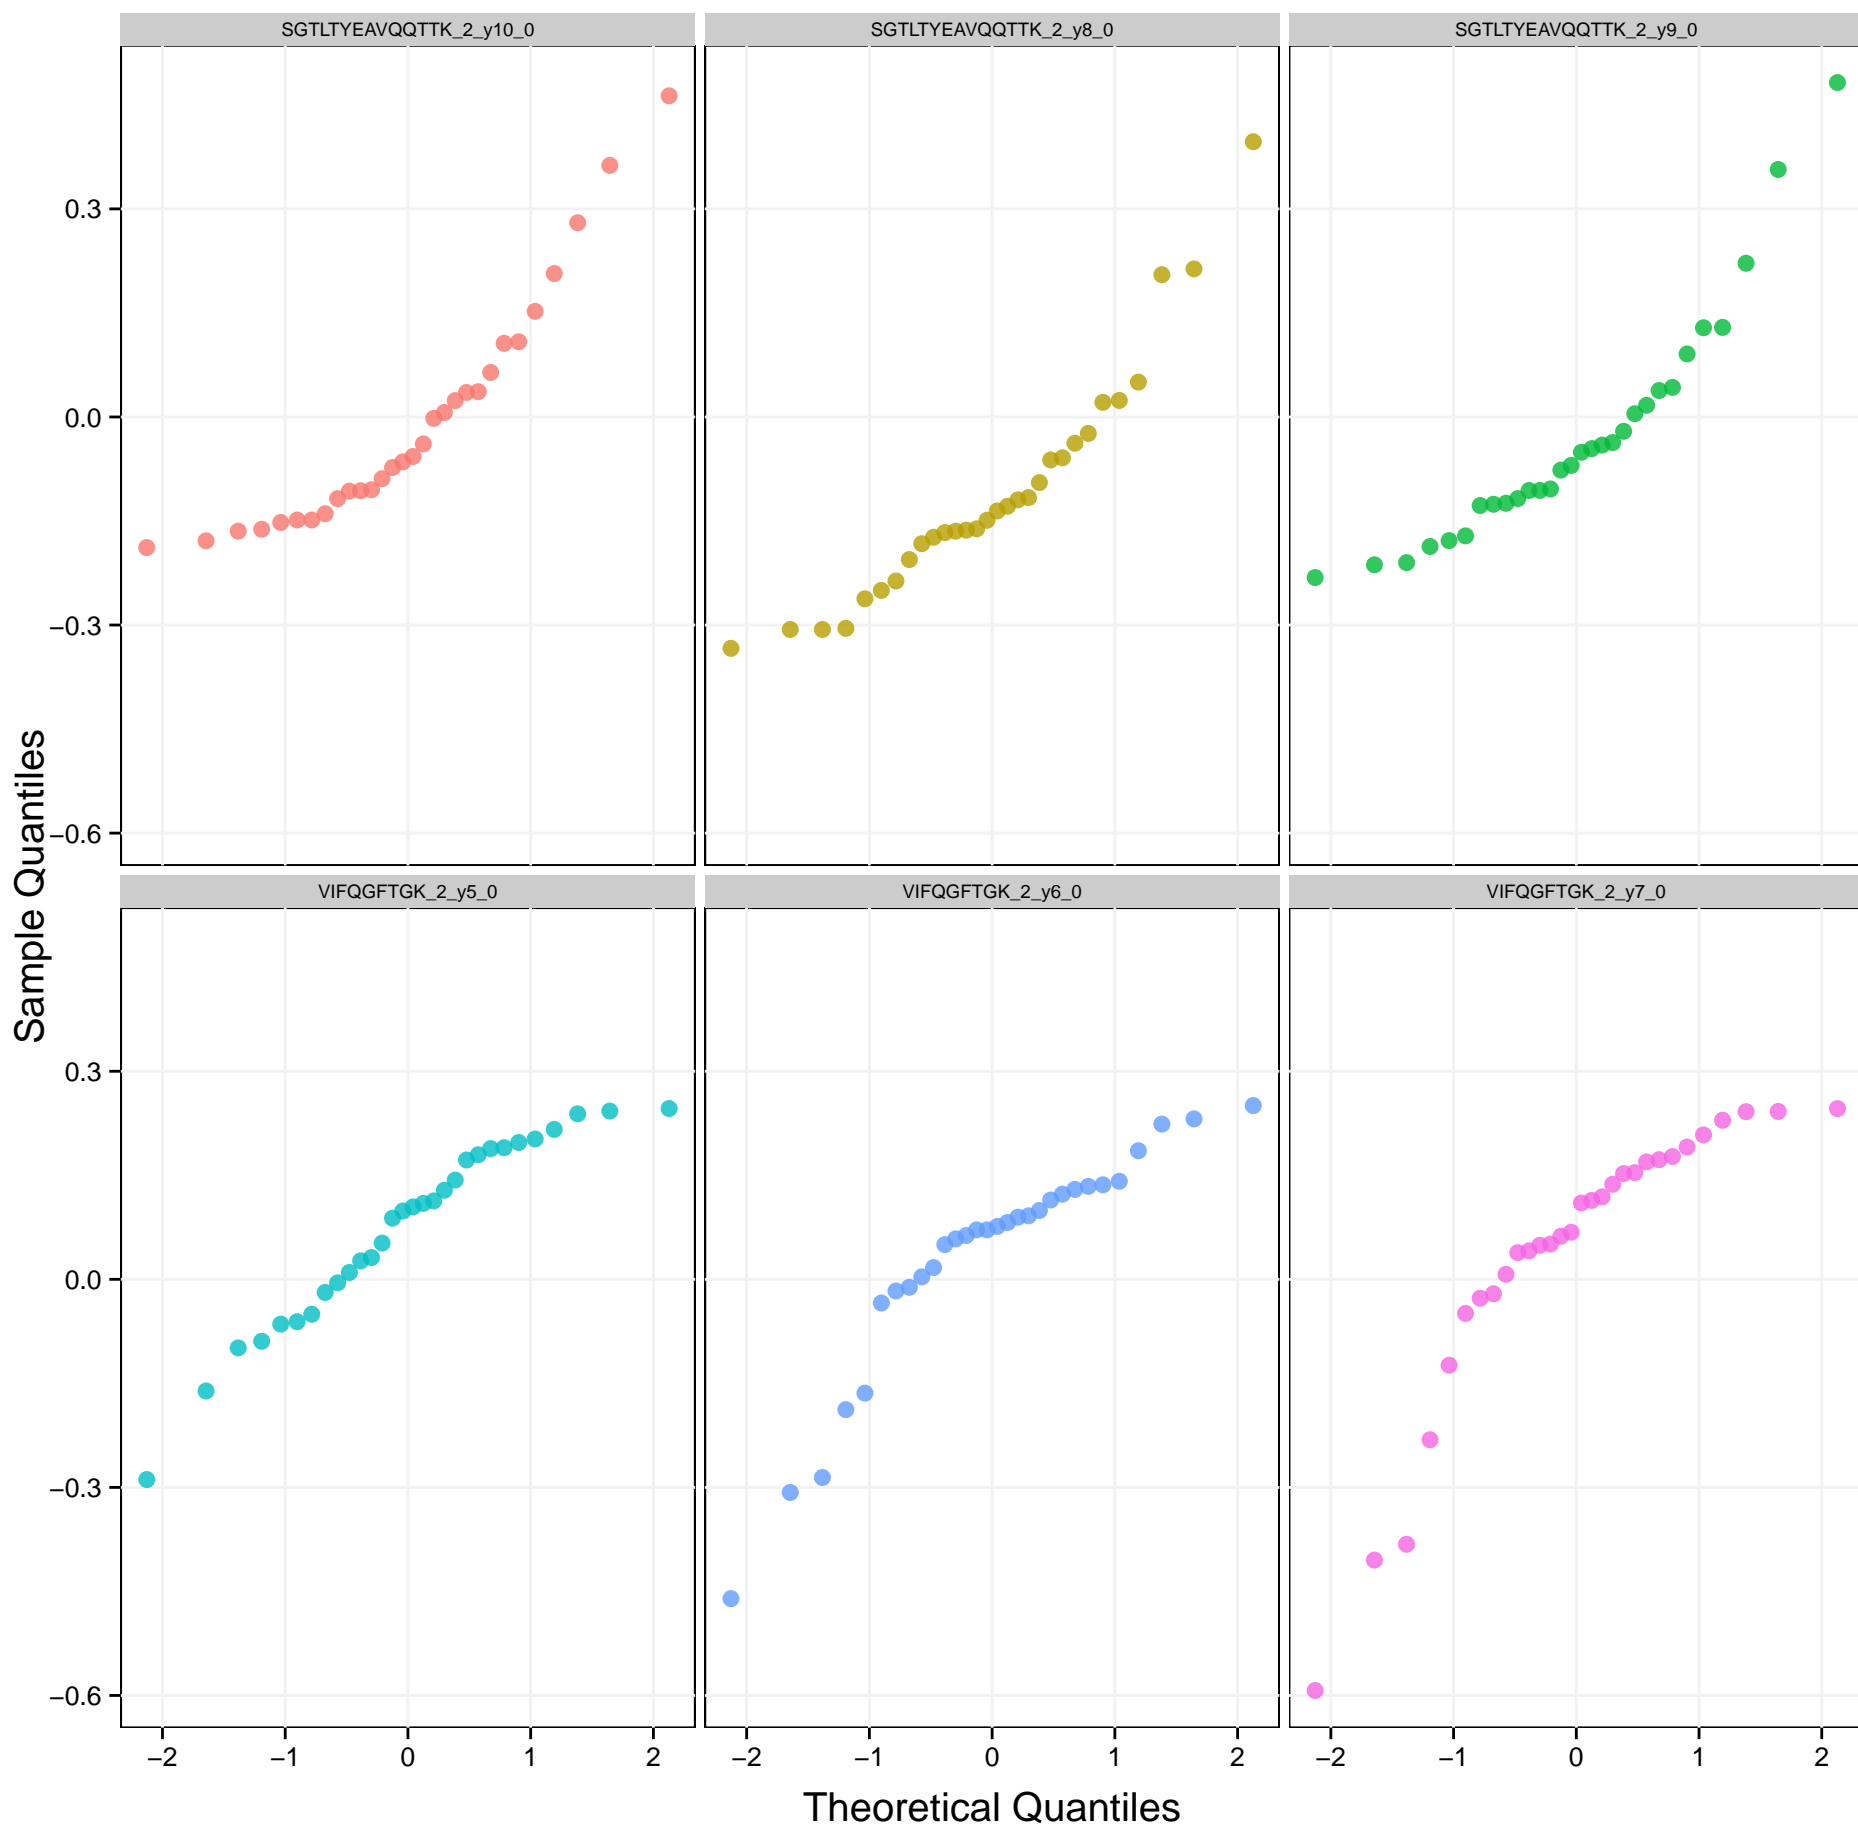 SGTLTYEAVQQTTK_2_y10_0
SGTLTYEAVQQTTK_2_y8_0
SGTLTYEAVQQTTK_2_y9_0
0.3
0.0
−0.3
−0.6
VIFQGFTGK_2_y5_0
VIFQGFTGK_2_y6_0
VIFQGFTGK_2_y7_0
0.3
0.0
−0.3
−0.6
Sample Quantiles
−2 −1 0 1 2
−2 −1 0 1 2
−2 −1 0 1 2
Theoretical Quantiles